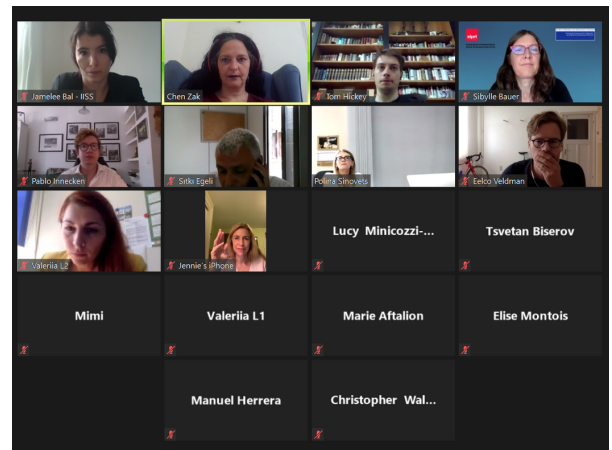 Jamelee Bal - IISS
Chen Zak
Tom Hickey
sipri
Sibylle Bauer
Pablo Innecken
Sitki Egeli
Polina Sinovets
Eelco Veldman
Valeriia L2
Jennie's iPhone
Lucy Minicozzi-...
Tsvetan Biserov
Mimi
Valeriia L1
Marie Aftalion
Elise Montois
Manuel Herrera
Christopher Wal...